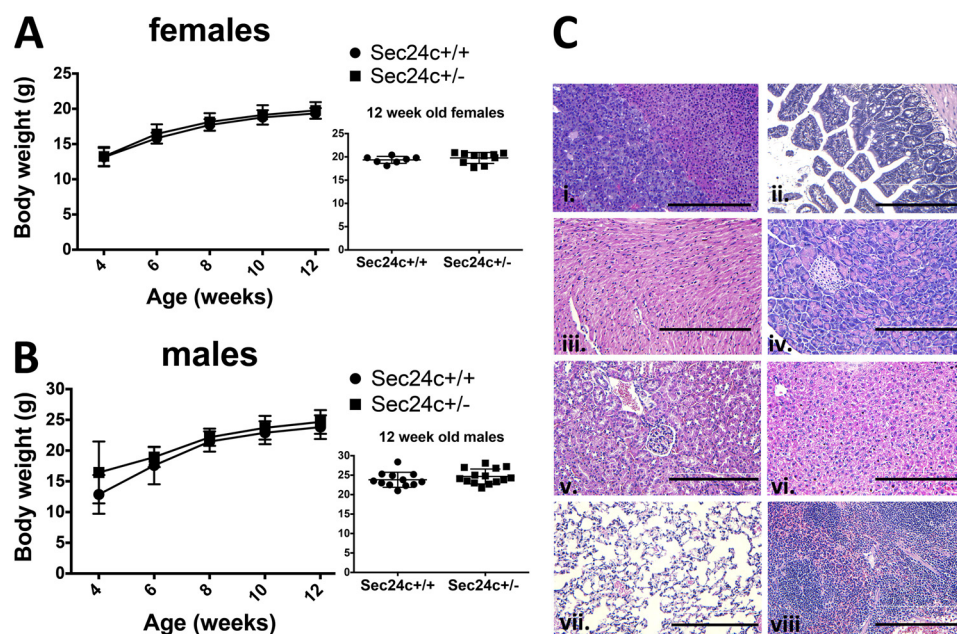 A females
Sec24c+/+
Sec24c+/-
Body weight (g)
25
20
15
10
5
0
4 6 8 10 12
Age (weeks)
12 week old females
25
20
15
10
5
0
Sec24c+/+ Sec24c+/-
B males
Sec24c+/+
Sec24c+/-
Body weight (g)
30
25
20
15
10
5
0
4 6 8 10 12
Age (weeks)
12 week old males
30
25
20
15
10
5
0
Sec24c+/+ Sec24c+/-
C
i. ii.
iii. iv.
v. vi.
vii. viii